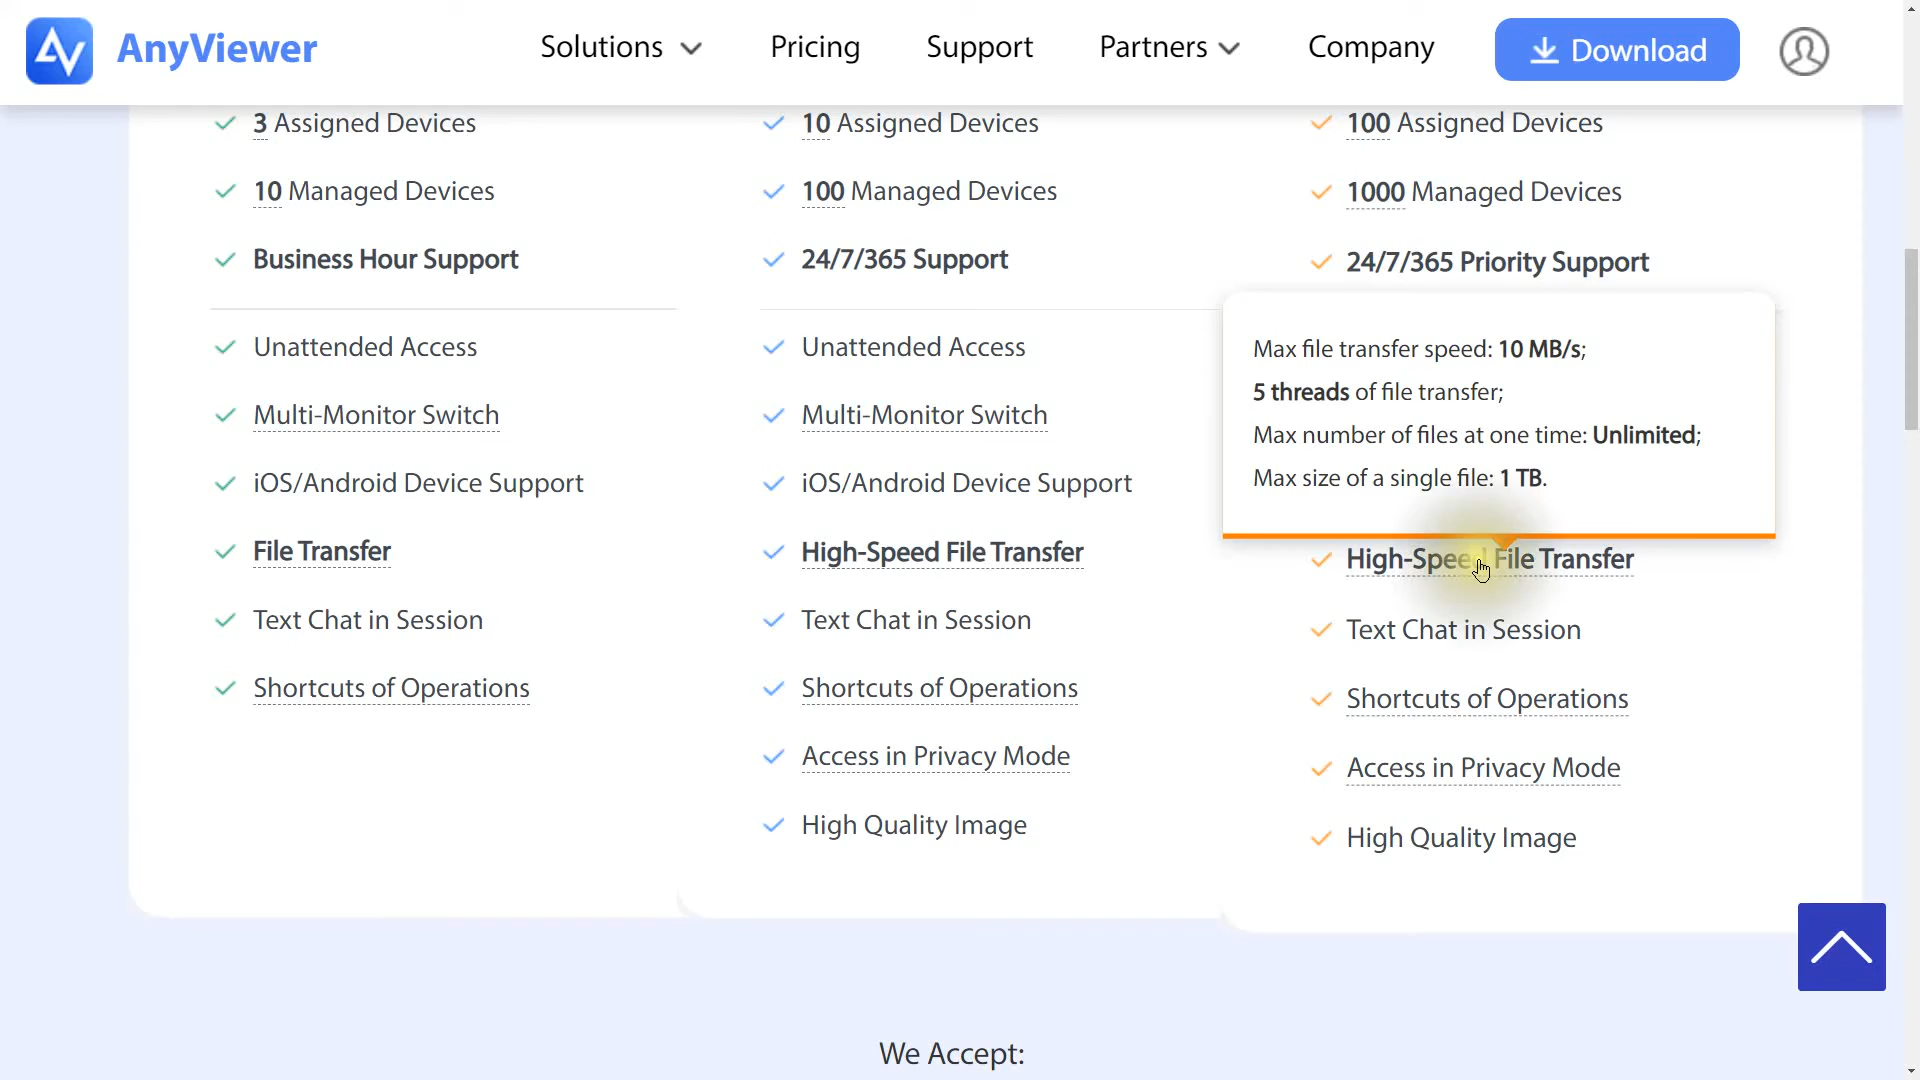 AnyViewer
Solutions
Pricing
Support
Partners
Company
Download
3 Assigned Devices
10 Managed Devices
Business Hour Support
Unattended Access
Multi-Monitor Switch
iOS/Android Device Support
File Transfer
Text Chat in Session
Shortcuts of Operations
10 Assigned Devices
100 Managed Devices
24/7/365 Support
Unattended Access
Multi-Monitor Switch
iOS/Android Device Support
High-Speed File Transfer
Text Chat in Session
Shortcuts of Operations
Access in Privacy Mode
High Quality Image
100 Assigned Devices
1000 Managed Devices
24/7/365 Priority Support
Max file transfer speed: 10 MB/s;
5 threads of file transfer;
Max number of files at one time: Unlimited;
Max size of a single file: 1 TB.
High-Speed File Transfer
Text Chat in Session
Shortcuts of Operations
Access in Privacy Mode
High Quality Image
We Accept: